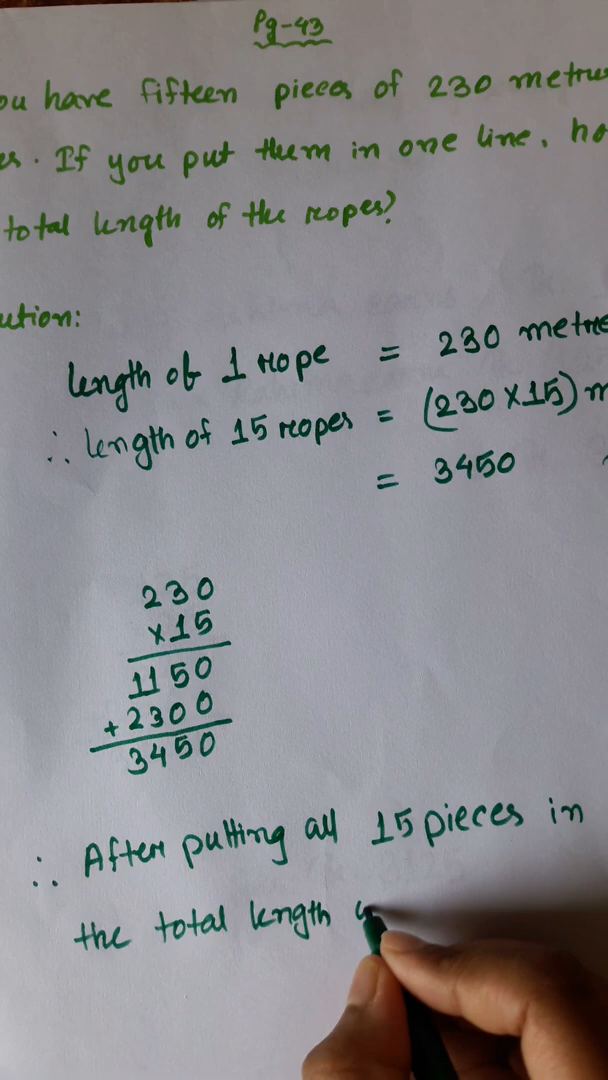 Pg-43
ou have fifteen pieces of 230 metres
es. If you put them in one line, ho
total length of the ropes?
ution:
length of 1 rope = 230 metre
∴ length of 15 ropes = (230 × 15) m
= 3450
230
×15
1150
+2300
3450
∴ After putting all 15 pieces in
the total length